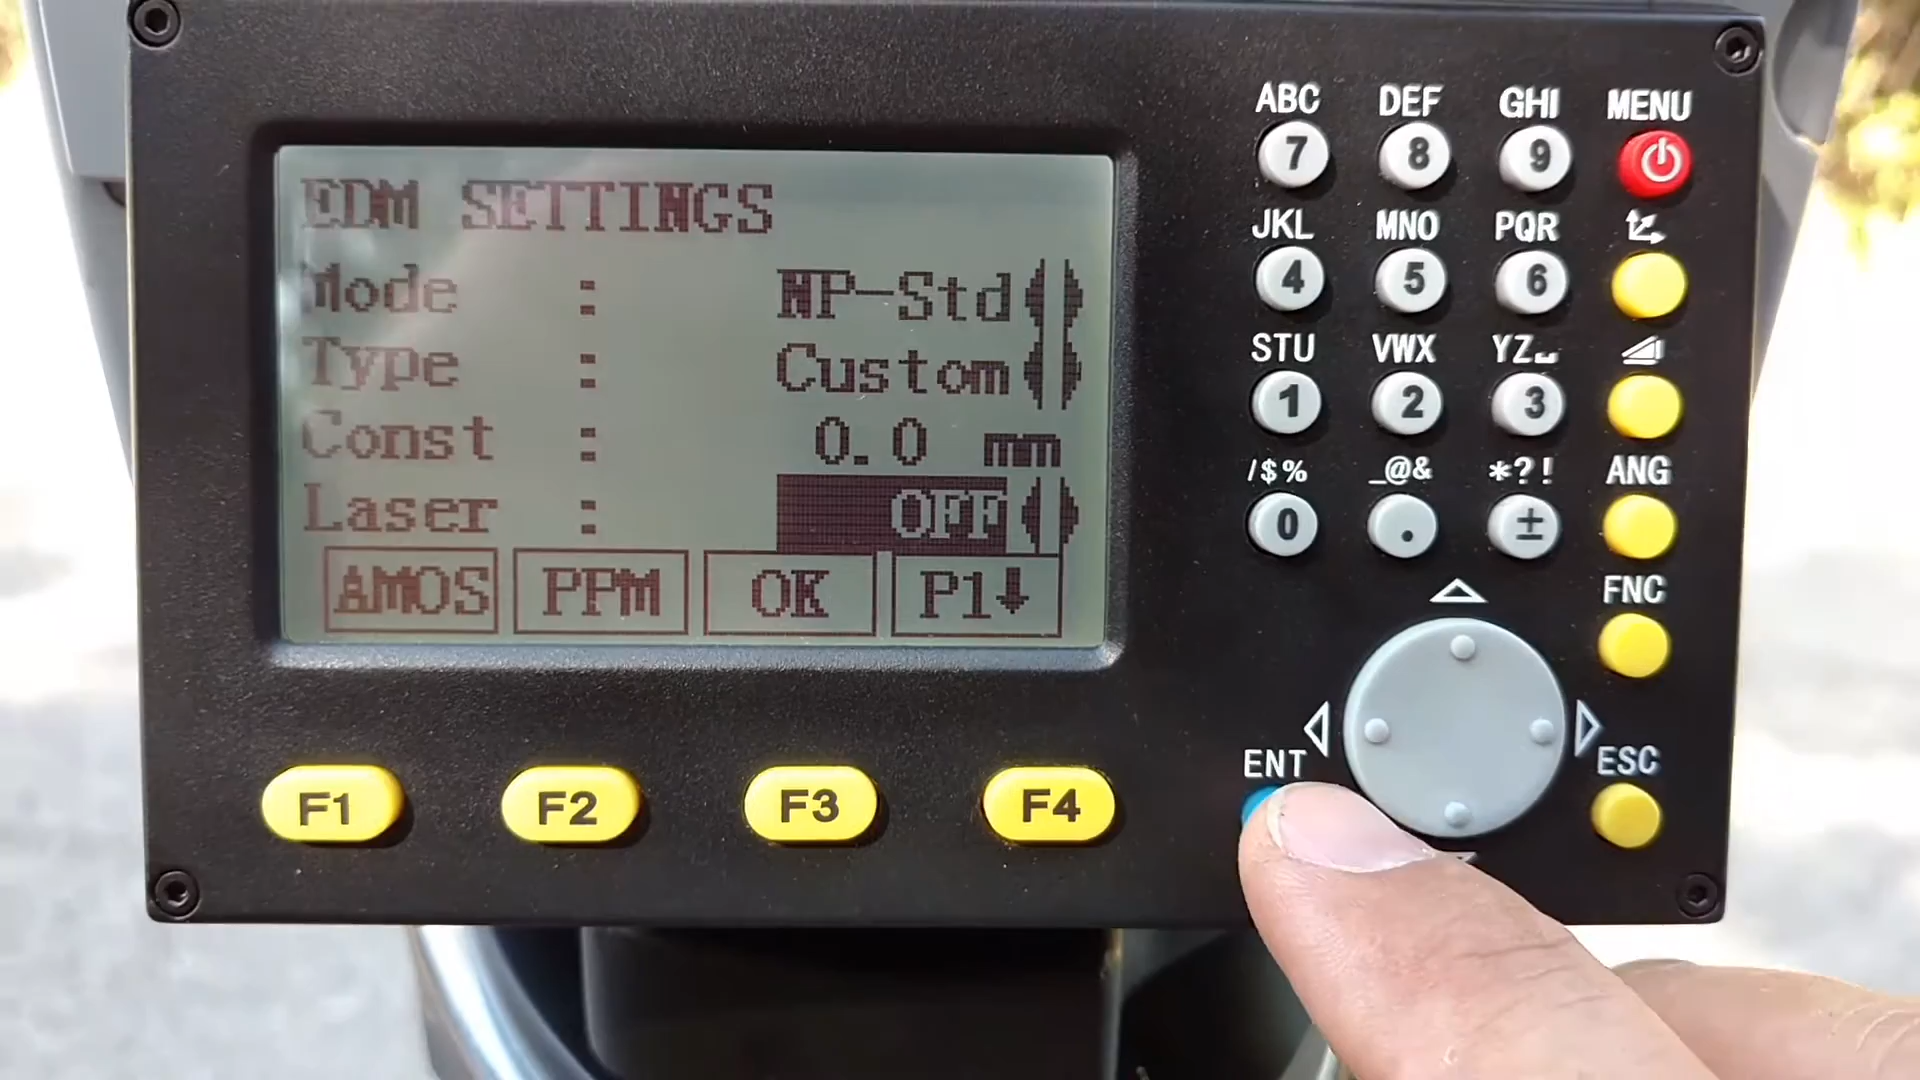 EDM SETTINGS
Mode : NP-Std
Type : Custom
Const : 0.0 mm
Laser : OFF
AMOS PPM OK P1↓
F1 F2 F3 F4
ABC DEF GHI MENU
7 8 9
JKL MNO PQR
4 5 6
STU VWX YZ␣
1 2 3
/$% _@& *?! ANG
0 . ±
FNC
ENT ESC